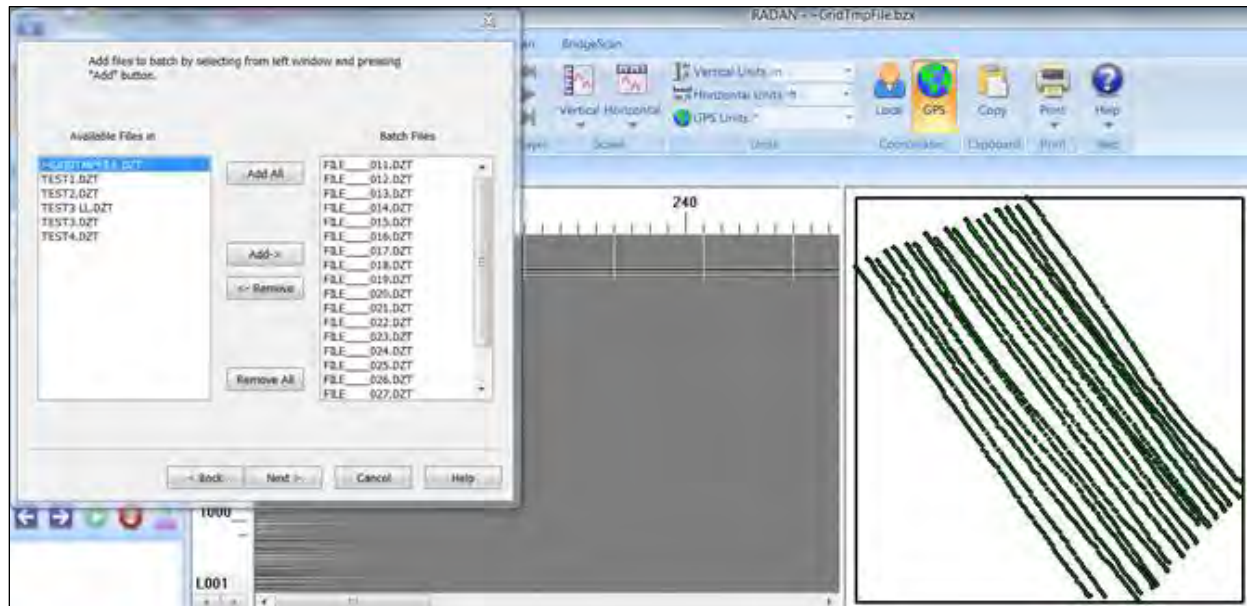 RADAN - ~GridTmpFile.bzx
Add files to batch by selecting from left window and pressing
"Add" button.
Available Files in
Batch Files
~GRIDTMPFILE.DZT
TEST1.DZT
TEST2.DZT
TEST3 LL.DZT
TEST3.DZT
TEST4.DZT
Add All
Add->
<- Remove
Remove All
FILE____011.DZT
FILE____012.DZT
FILE____013.DZT
FILE____014.DZT
FILE____015.DZT
FILE____016.DZT
FILE____017.DZT
FILE____018.DZT
FILE____019.DZT
FILE____020.DZT
FILE____021.DZT
FILE____022.DZT
FILE____023.DZT
FILE____024.DZT
FILE____025.DZT
FILE____026.DZT
FILE____027.DZT
< Back
Next >
Cancel
Help
BridgeScan
Vertical
Horizontal
Scales
Vertical Units
Horizontal Units
GPS Units
Units
Local
GPS
Coordinates
Copy
Clipboard
Print
Print
Help
240
1000
L001